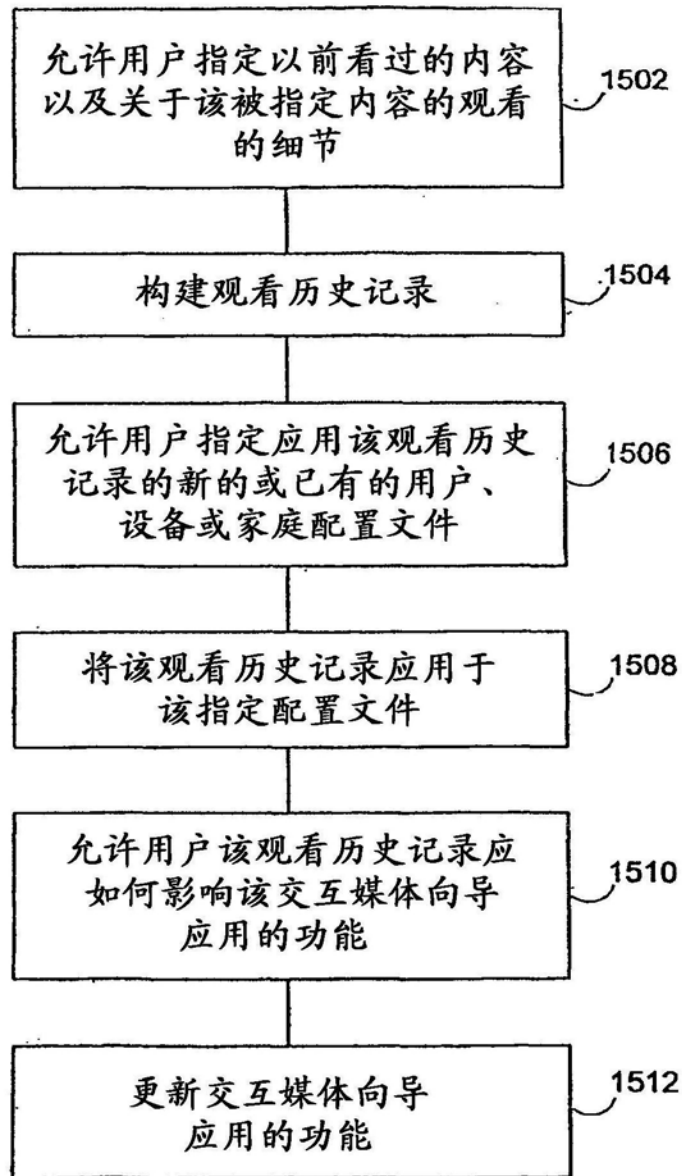 允许用户指定以前看过的内容
以及关于该被指定内容的观看
的细节
1502
构建观看历史记录
1504
允许用户指定应用该观看历史
记录的新的或已有的用户、
设备或家庭配置文件
1506
将该观看历史记录应用于
该指定配置文件
1508
允许用户该观看历史记录应
如何影响该交互媒体向导
应用的功能
1510
更新交互媒体向导
应用的功能
1512